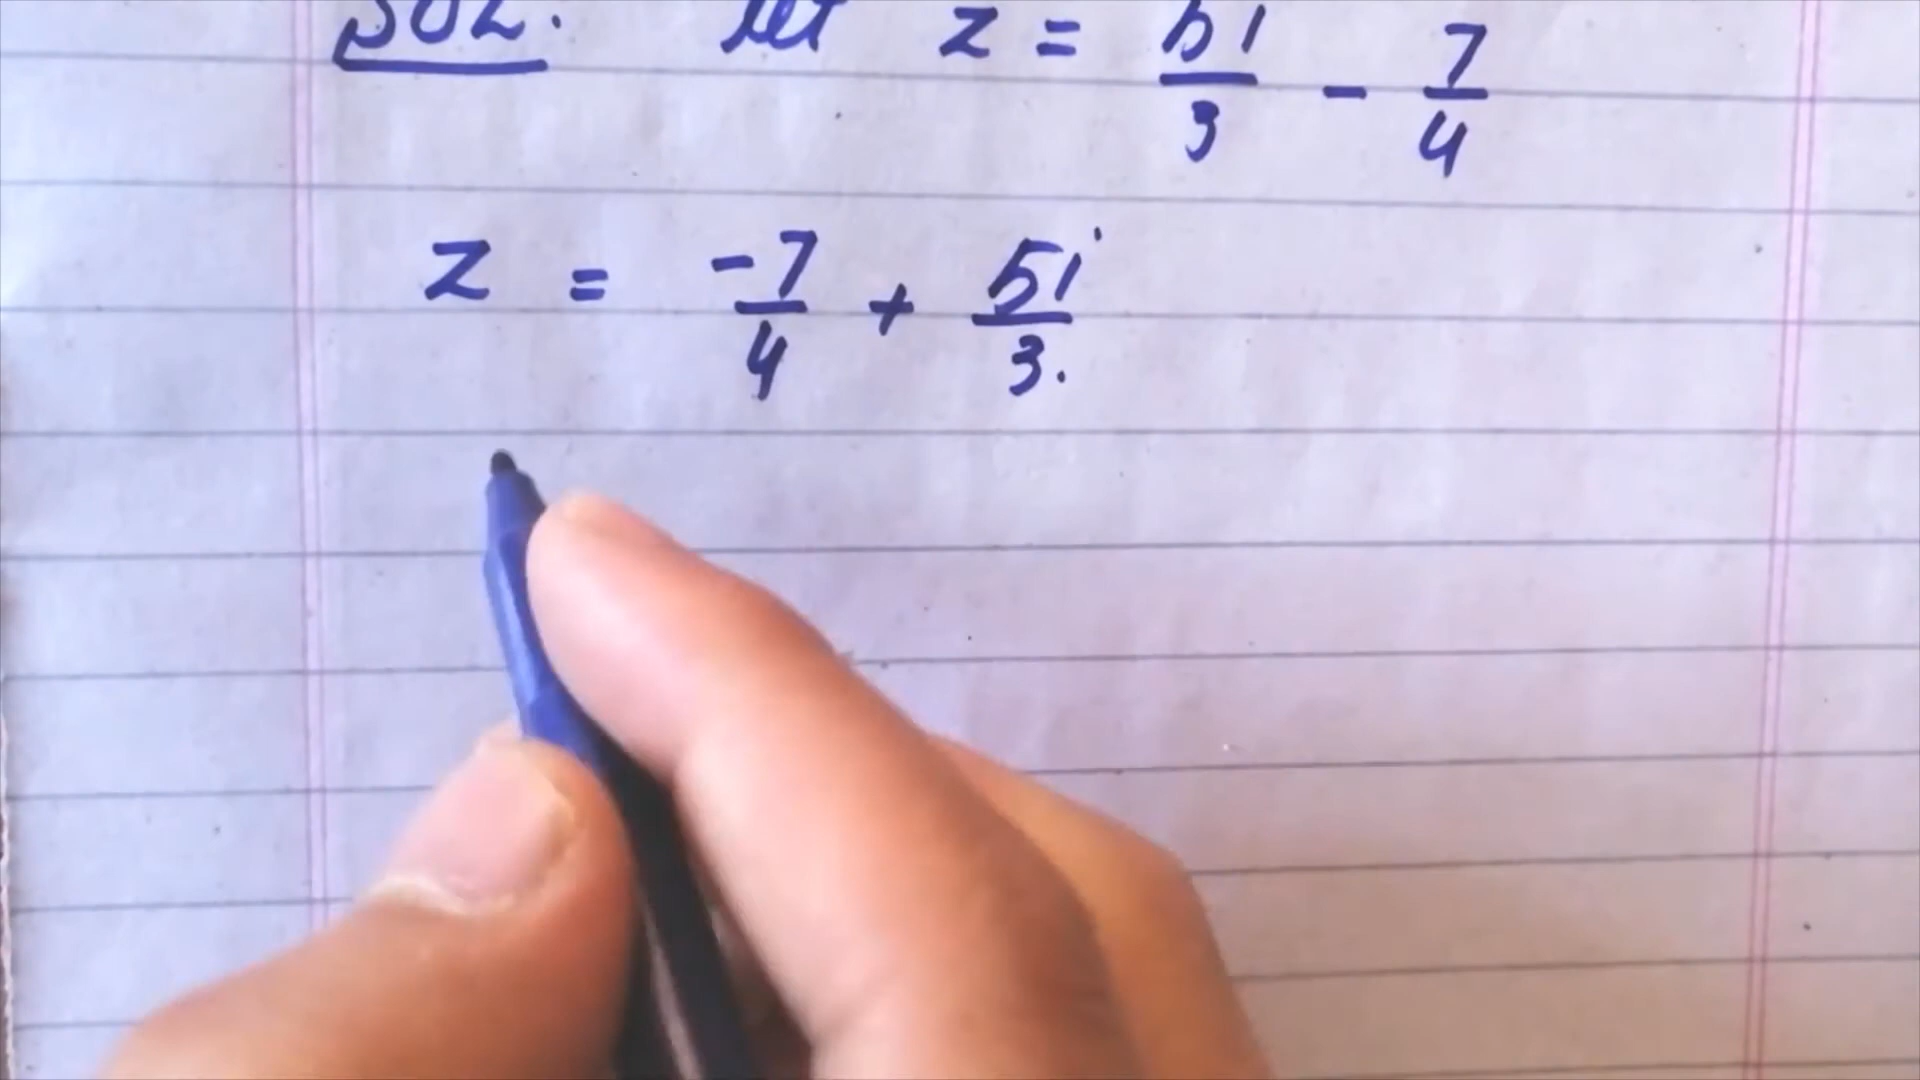 SOL. let z = 5i/3 - 7/4
z = -7/4 + 5i/3.